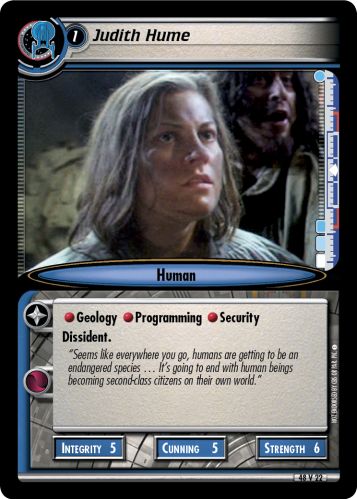 1 Judith Hume
Human
Geology Programming Security
Dissident.
"Seems like everywhere you go, humans are getting to be an
endangered species ... It's going to end with human beings
becoming second-class citizens on their own world."
INTEGRITY 5 CUNNING 5 STRENGTH 6
48 V 22